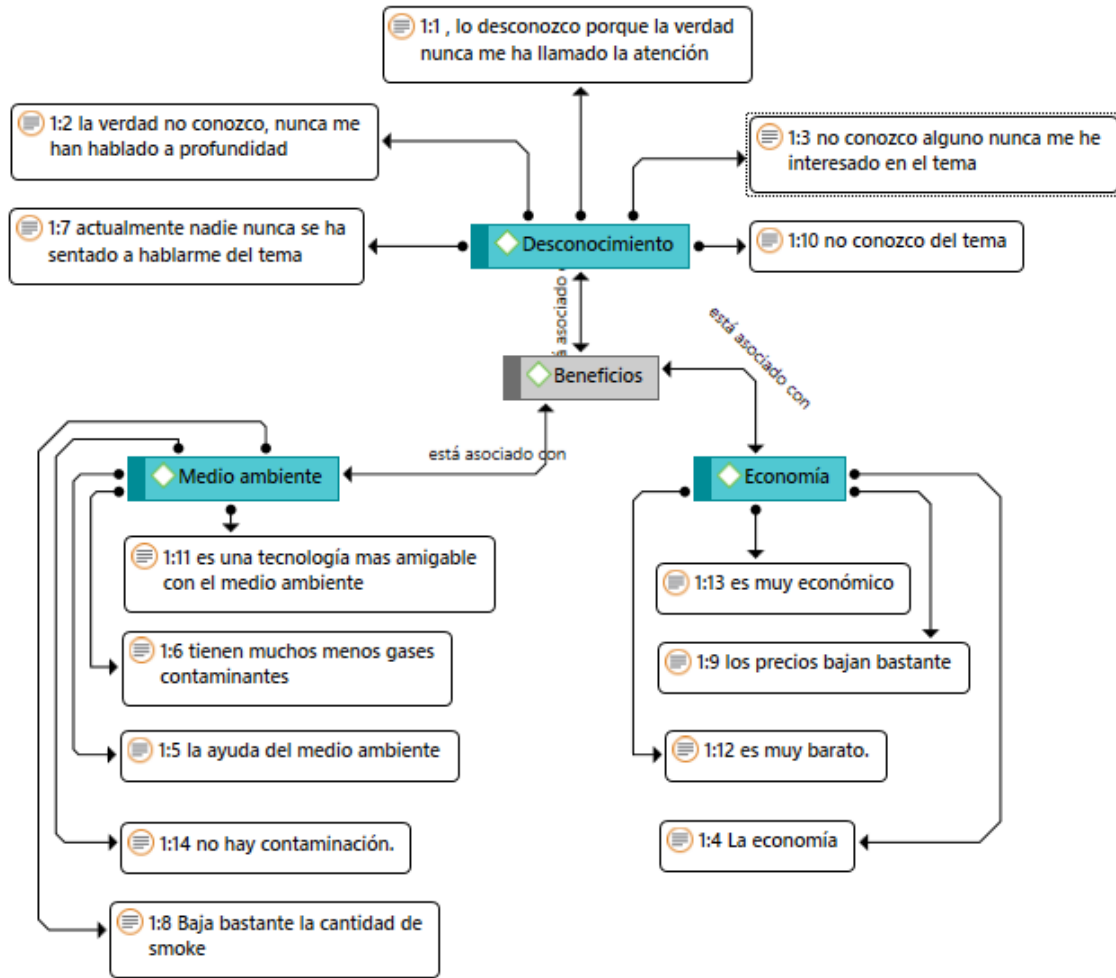 1:1 , lo desconozco porque la verdad
nunca me ha llamado la atención
1:2 la verdad no conozco, nunca me
han hablado a profundidad
1:3 no conozco alguno nunca me he
interesado en el tema
1:7 actualmente nadie nunca se ha
sentado a hablarme del tema
Desconocimiento
1:10 no conozco del tema
asociado
está asociado con
Beneficios
está asociado con
Medio ambiente
Economía
1:11 es una tecnología mas amigable
con el medio ambiente
1:13 es muy económico
1:6 tienen muchos menos gases
contaminantes
1:9 los precios bajan bastante
1:5 la ayuda del medio ambiente
1:12 es muy barato.
1:14 no hay contaminación.
1:4 La economía
1:8 Baja bastante la cantidad de
smoke